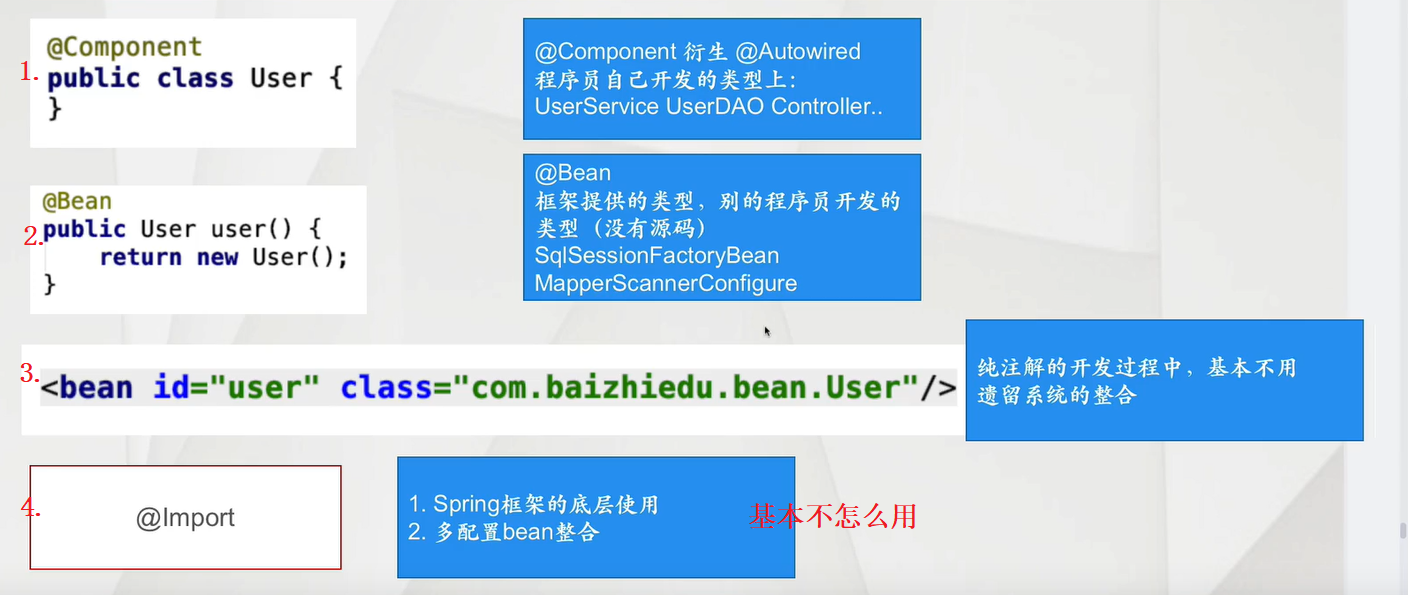 1.
@Component
public class User {
}
@Component 衍生 @Autowired
程序员自己开发的类型上：
UserService UserDAO Controller..
2.
@Bean
public User user() {
return new User();
}
@Bean
框架提供的类型，别的程序员开发的
类型（没有源码）
SqlSessionFactoryBean
MapperScannerConfigure
3.
<bean id="user" class="com.baizhiedu.bean.User"/>
纯注解的开发过程中，基本不用
遗留系统的整合
4.
@Import
1. Spring框架的底层使用
2. 多配置bean整合
基本不怎么用